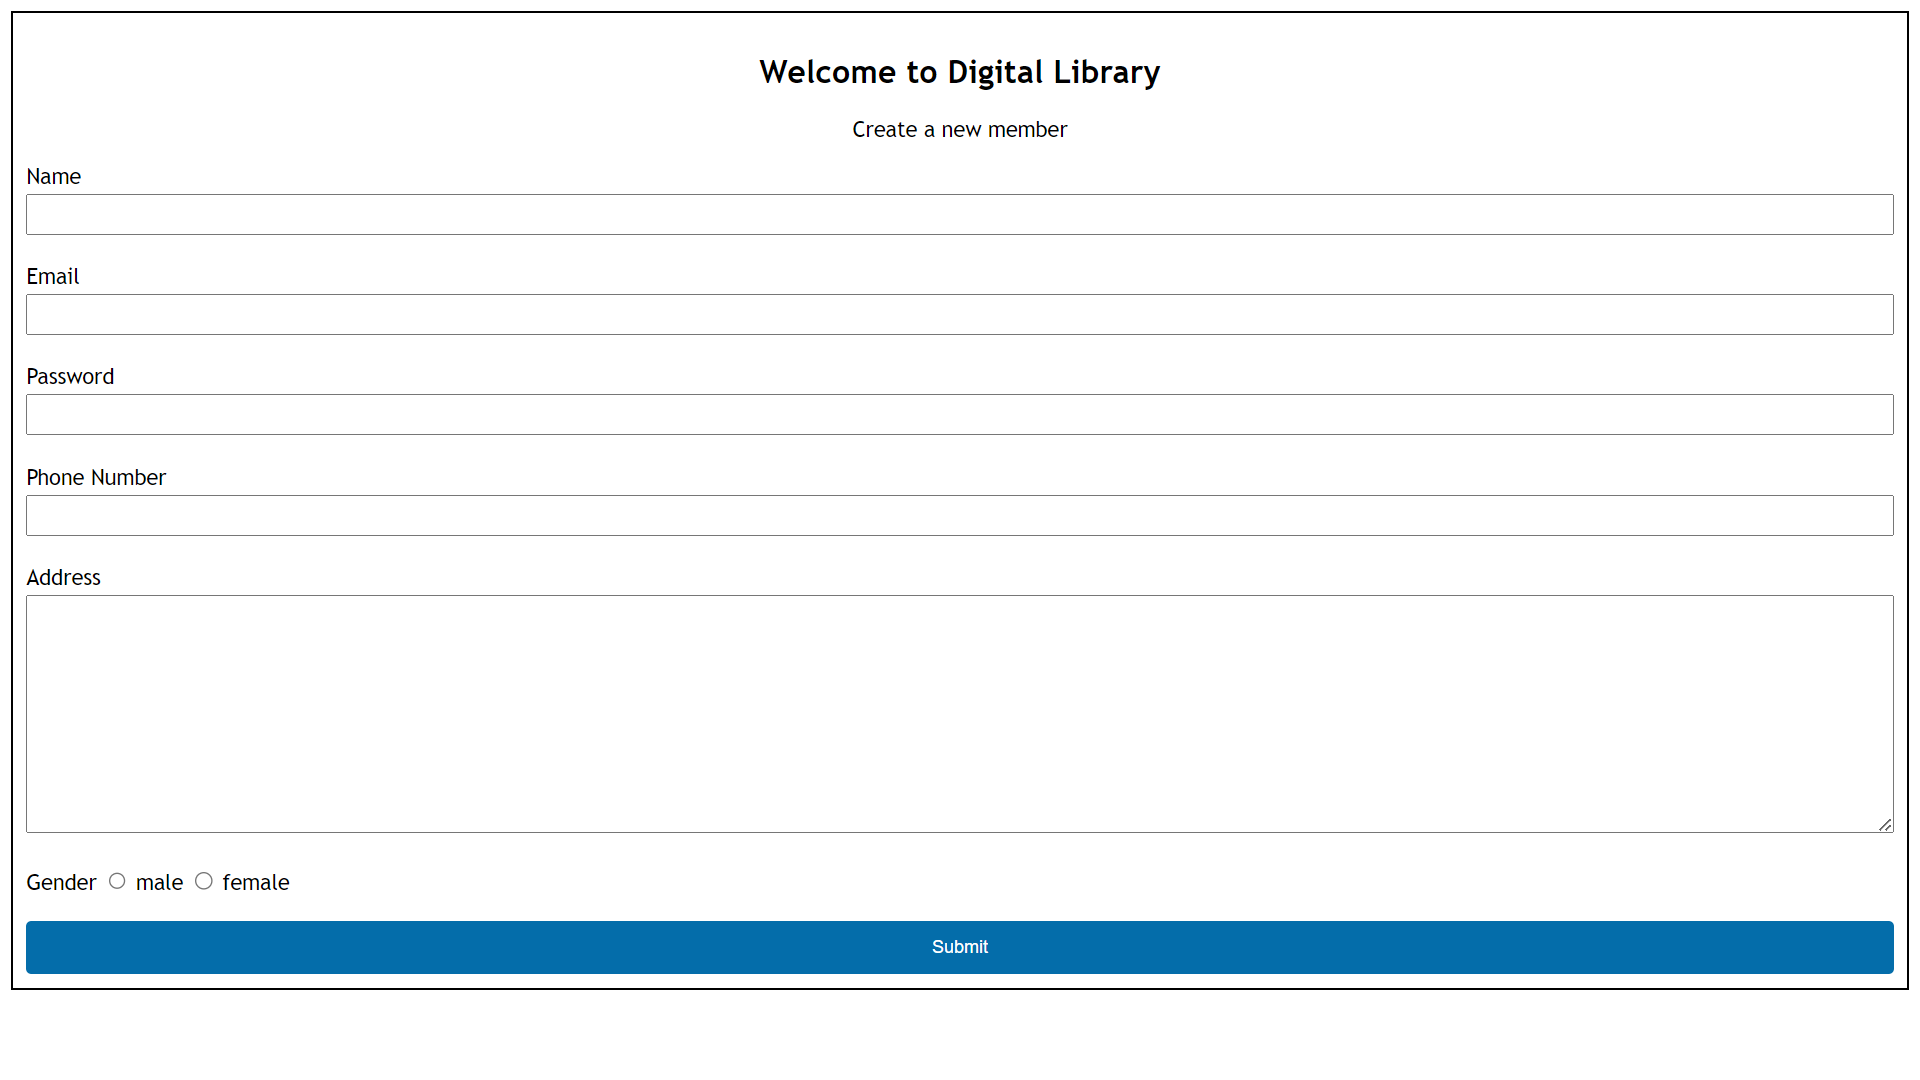 Welcome to Digital Library
Create a new member
Name
Email
Password
Phone Number
Address
Gender male female
Submit